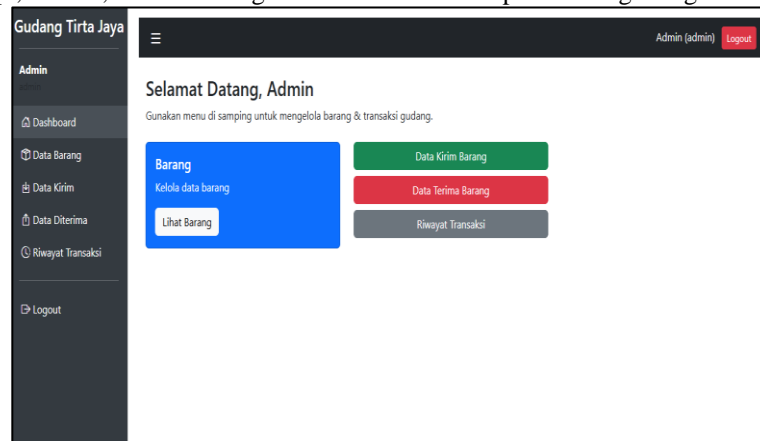 Gudang Tirta Jaya
Admin
admin
Dashboard
Data Barang
Data Kirim
Data Diterima
Riwayat Transaksi
Logout
Admin (admin) Logout
Selamat Datang, Admin
Gunakan menu di samping untuk mengelola barang & transaksi gudang.
Barang
Kelola data barang
Lihat Barang
Data Kirim Barang
Data Terima Barang
Riwayat Transaksi